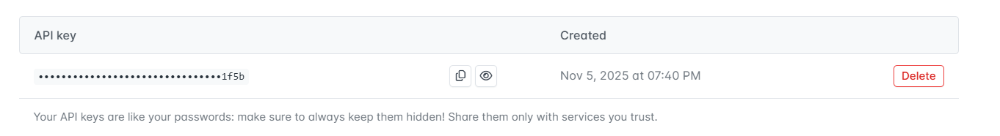 API key Created
••••••••••••••••••••••••••••••••1f5b Nov 5, 2025 at 07:40 PM Delete
Your API keys are like your passwords: make sure to always keep them hidden! Share them only with services you trust.